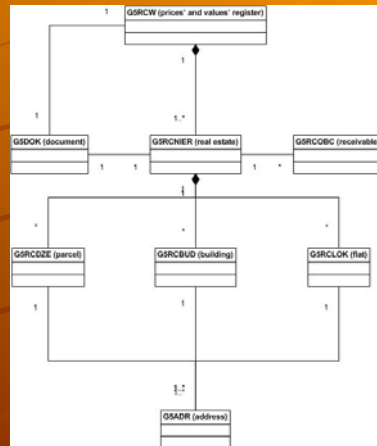 G5RCW (prices' and values' register)
1
1
1
1..*
G5DOK (document)
G5RCNIER (real estate)
G5RCOBC (receivable
1
1
1
*
1
*
*
*
G5RCDZE (parcel)
G5RCBUD (building)
G5RCLOK (flat)
1
1
1
1..*
G5ADR (address)